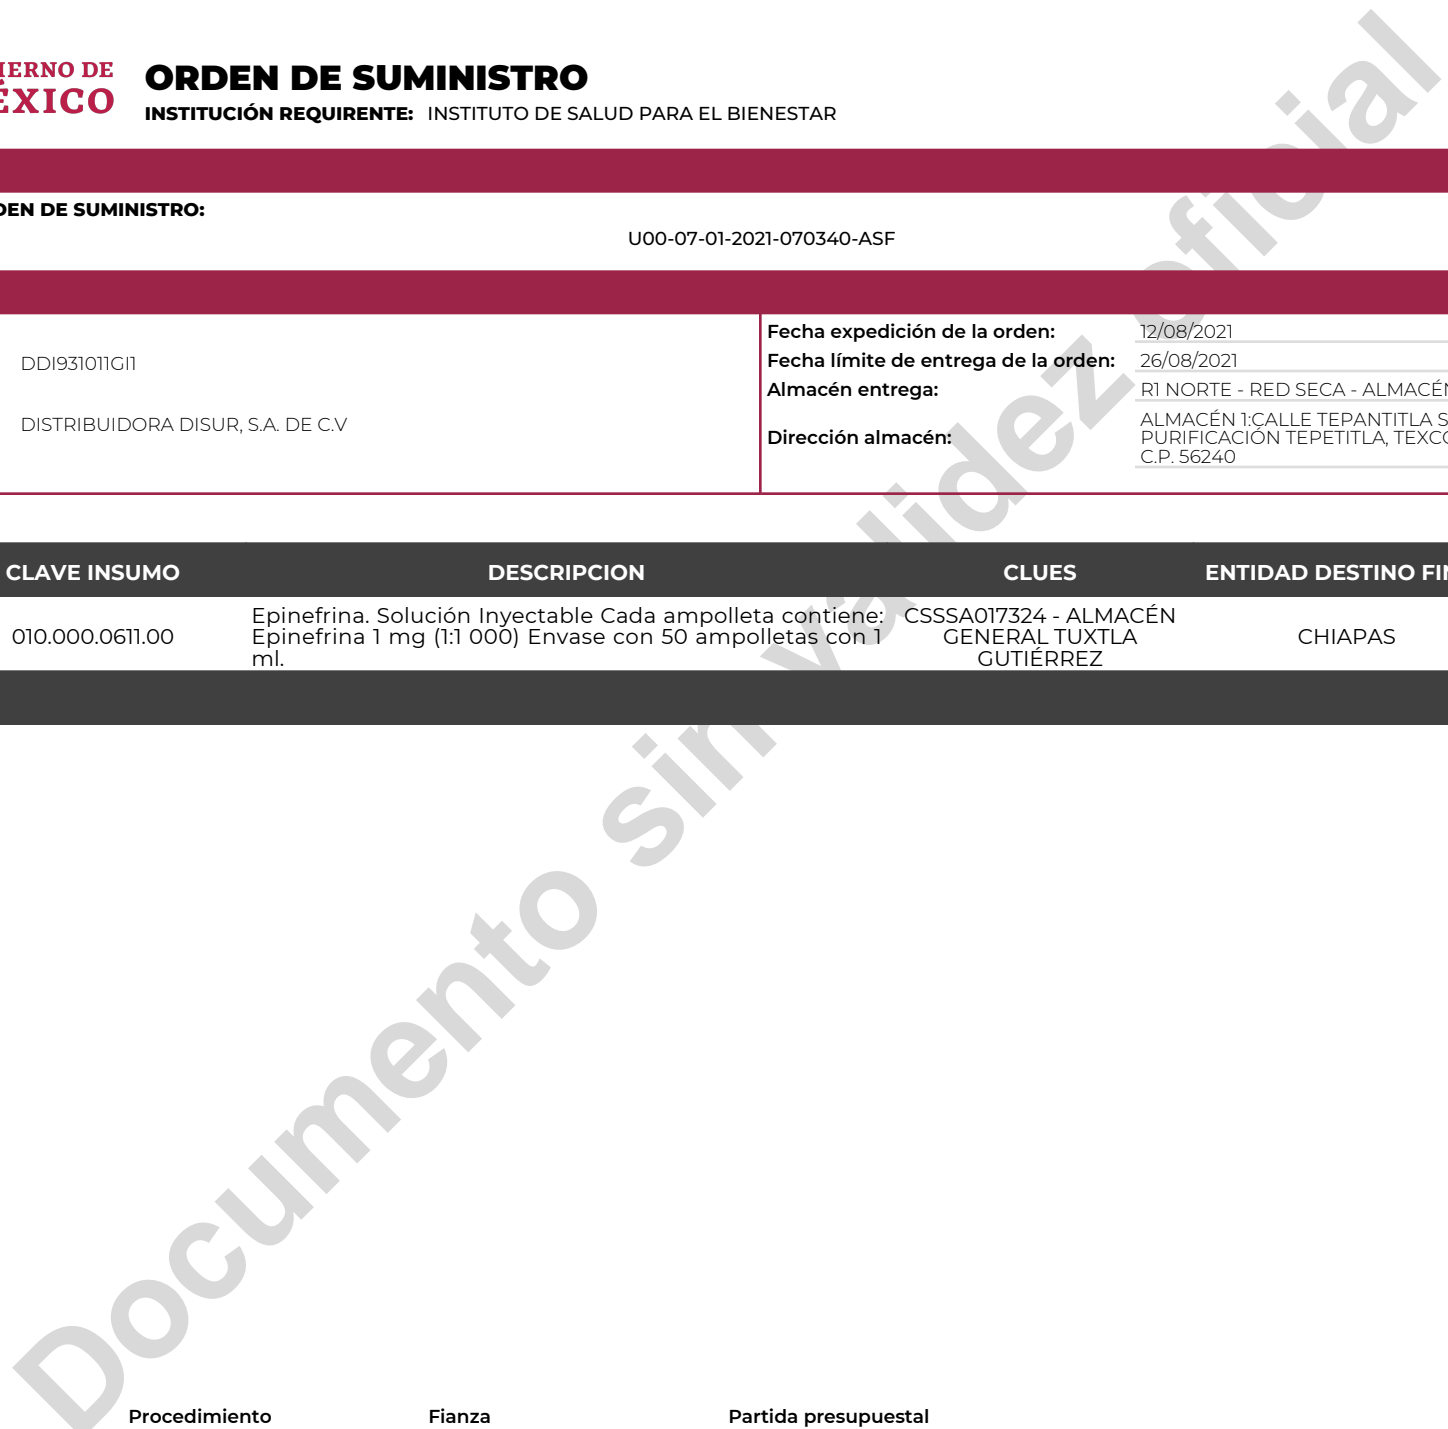 IERNO DE
ÉXICO
ORDEN DE SUMINISTRO
INSTITUCIÓN REQUIRENTE: INSTITUTO DE SALUD PARA EL BIENESTAR
DEN DE SUMINISTRO:
U00-07-01-2021-070340-ASF
DDI931011GI1
DISTRIBUIDORA DISUR, S.A. DE C.V
Fecha expedición de la orden: 12/08/2021
Fecha límite de entrega de la orden: 26/08/2021
Almacén entrega: R1 NORTE - RED SECA - ALMACÉN
Dirección almacén: ALMACÉN 1:CALLE TEPANTITLA S
PURIFICACIÓN TEPETITLA, TEXCO
C.P. 56240
CLAVE INSUMO DESCRIPCION CLUES ENTIDAD DESTINO FIN
010.000.0611.00
Epinefrina. Solución Inyectable Cada ampolleta contiene:
Epinefrina 1 mg (1:1 000) Envase con 50 ampolletas con 1
ml.
CSSSA017324 - ALMACÉN
GENERAL TUXTLA
GUTIÉRREZ
CHIAPAS
Documento sin validez oficial
Procedimiento Fianza Partida presupuestal